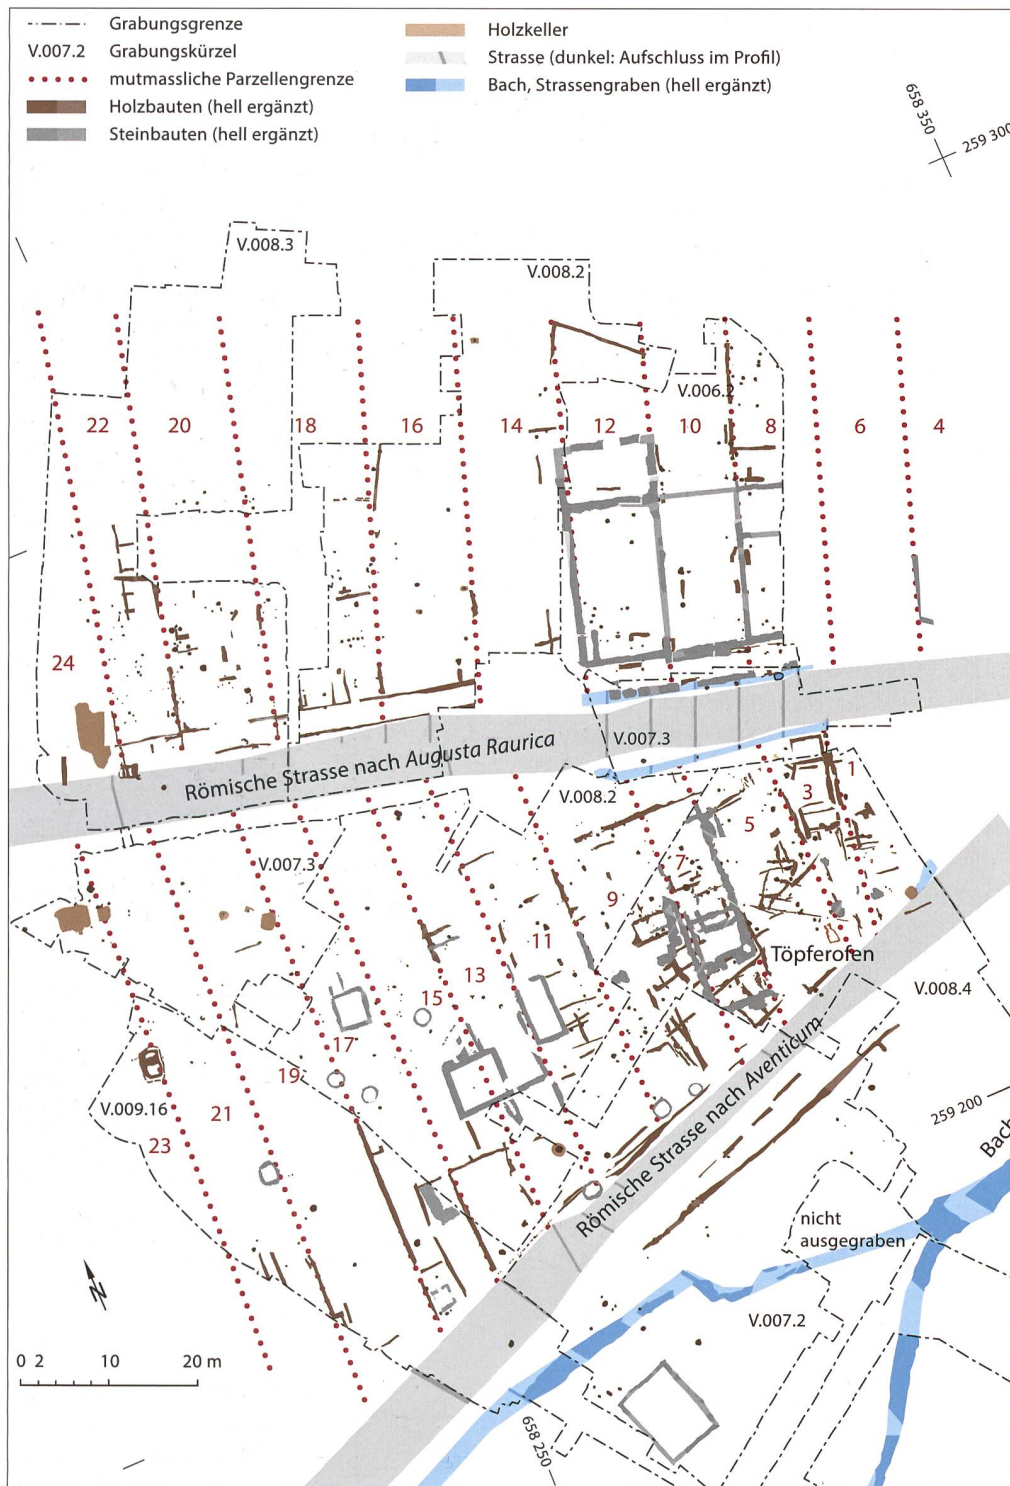 Grabungsgrenze
V.007.2 Grabungskürzel
mutmassliche Parzellengrenze
Holzbauten (hell ergänzt)
Steinbauten (hell ergänzt)
Holzkeller
Strasse (dunkel: Aufschluss im Profil)
Bach, Strassengraben (hell ergänzt)
658 350
259 300
V.008.3
V.008.2
V.006.2
22
20
18
16
14
12
10
8
6
4
24
Römische Strasse nach Augusta Raurica
V.007.3
V.008.2
V.007.3
1
3
5
7
9
11
13
15
17
19
21
23
Töpferofen
V.008.4
V.009.16
Römische Strasse nach Aventicum
259 200
Bach
nicht
ausgegraben
V.007.2
N
0 2 10 20 m
658 250